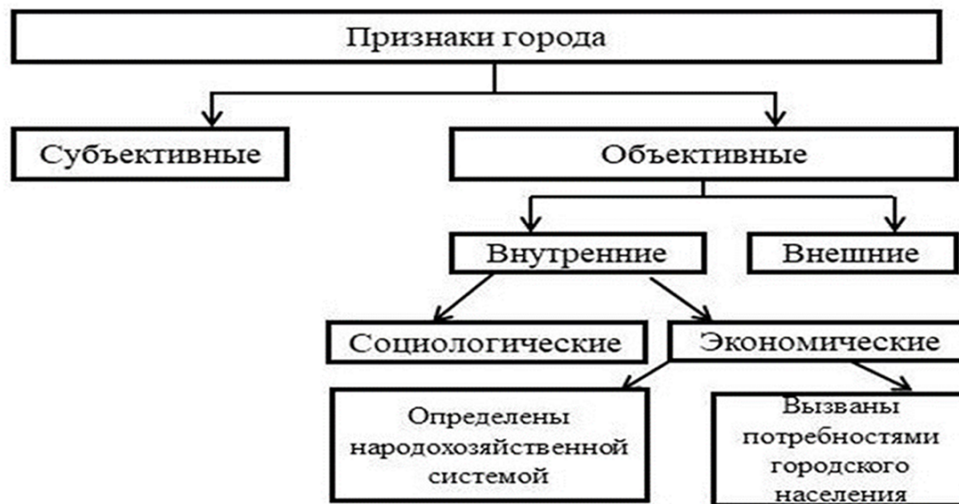 Признаки города
Субъективные
Объективные
Внутренние
Внешние
Социологические
Экономические
Определены
народохозяйственной
системой
Вызваны
потребностями
городского
населения